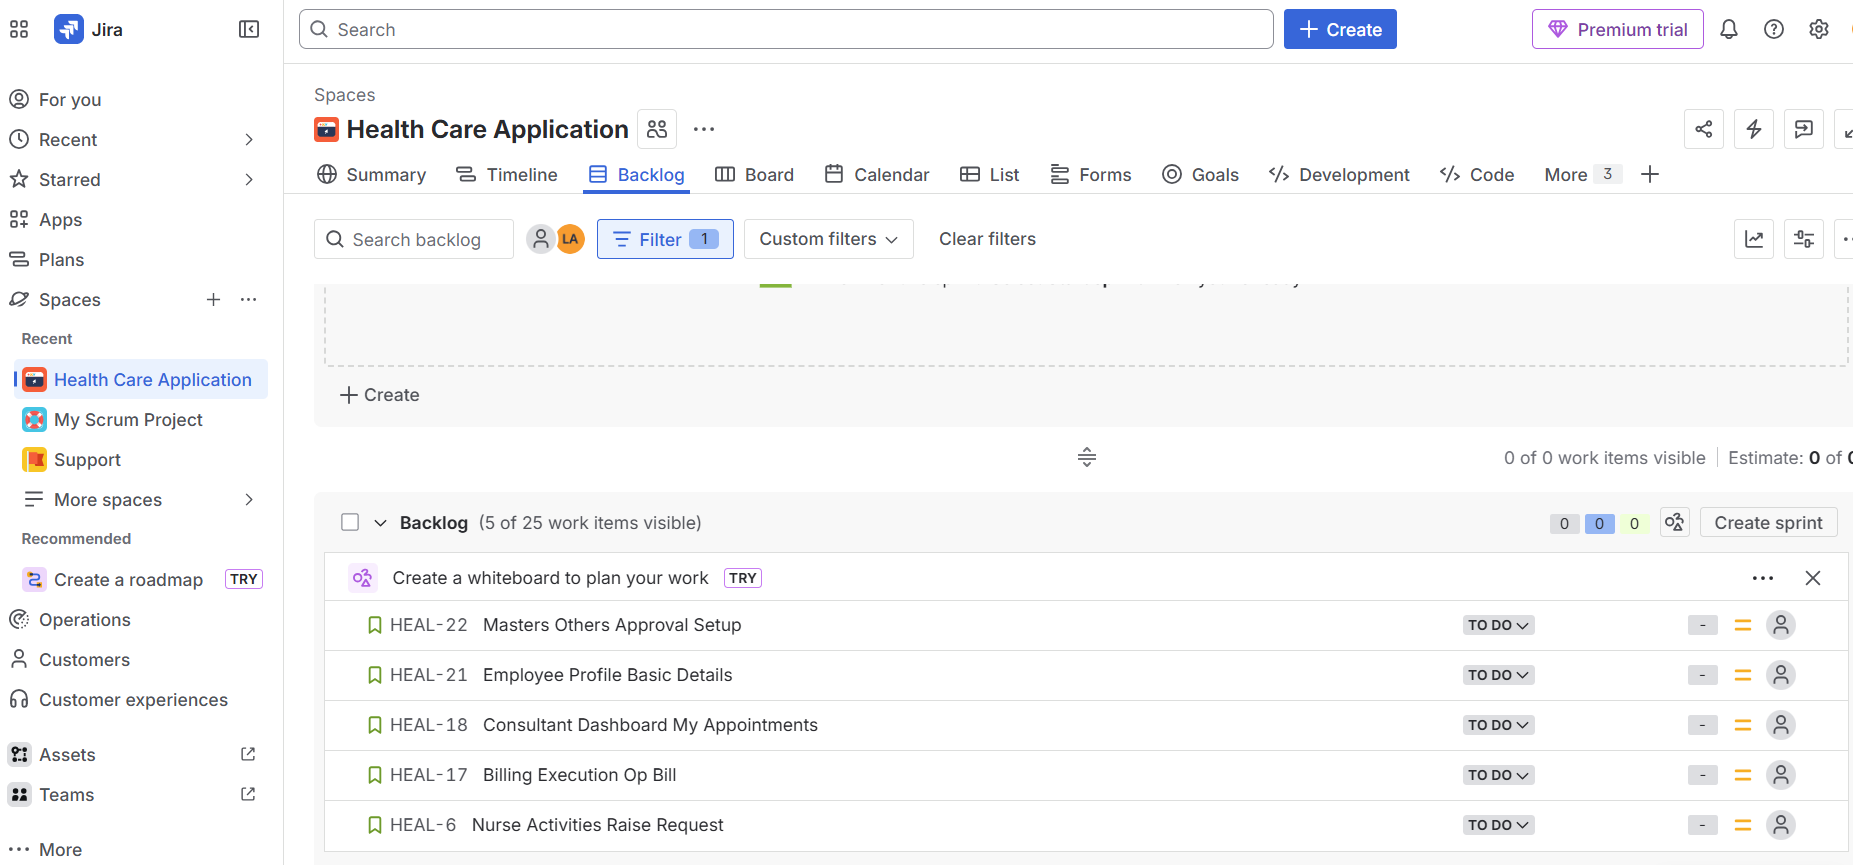 Jira
Search
Create
Premium trial
For you
Recent
Starred
Apps
Plans
Spaces
Recent
Health Care Application
My Scrum Project
Support
More spaces
Recommended
Create a roadmap TRY
Operations
Customers
Customer experiences
Assets
Teams
More
Spaces
Health Care Application
Summary Timeline Backlog Board Calendar List Forms Goals Development Code More 3
Search backlog LA Filter 1 Custom filters Clear filters
Create
0 of 0 work items visible Estimate: 0 of
Backlog (5 of 25 work items visible) 0 0 0 Create sprint
Create a whiteboard to plan your work TRY
HEAL-22 Masters Others Approval Setup TO DO -
HEAL-21 Employee Profile Basic Details TO DO -
HEAL-18 Consultant Dashboard My Appointments TO DO -
HEAL-17 Billing Execution Op Bill TO DO -
HEAL-6 Nurse Activities Raise Request TO DO -